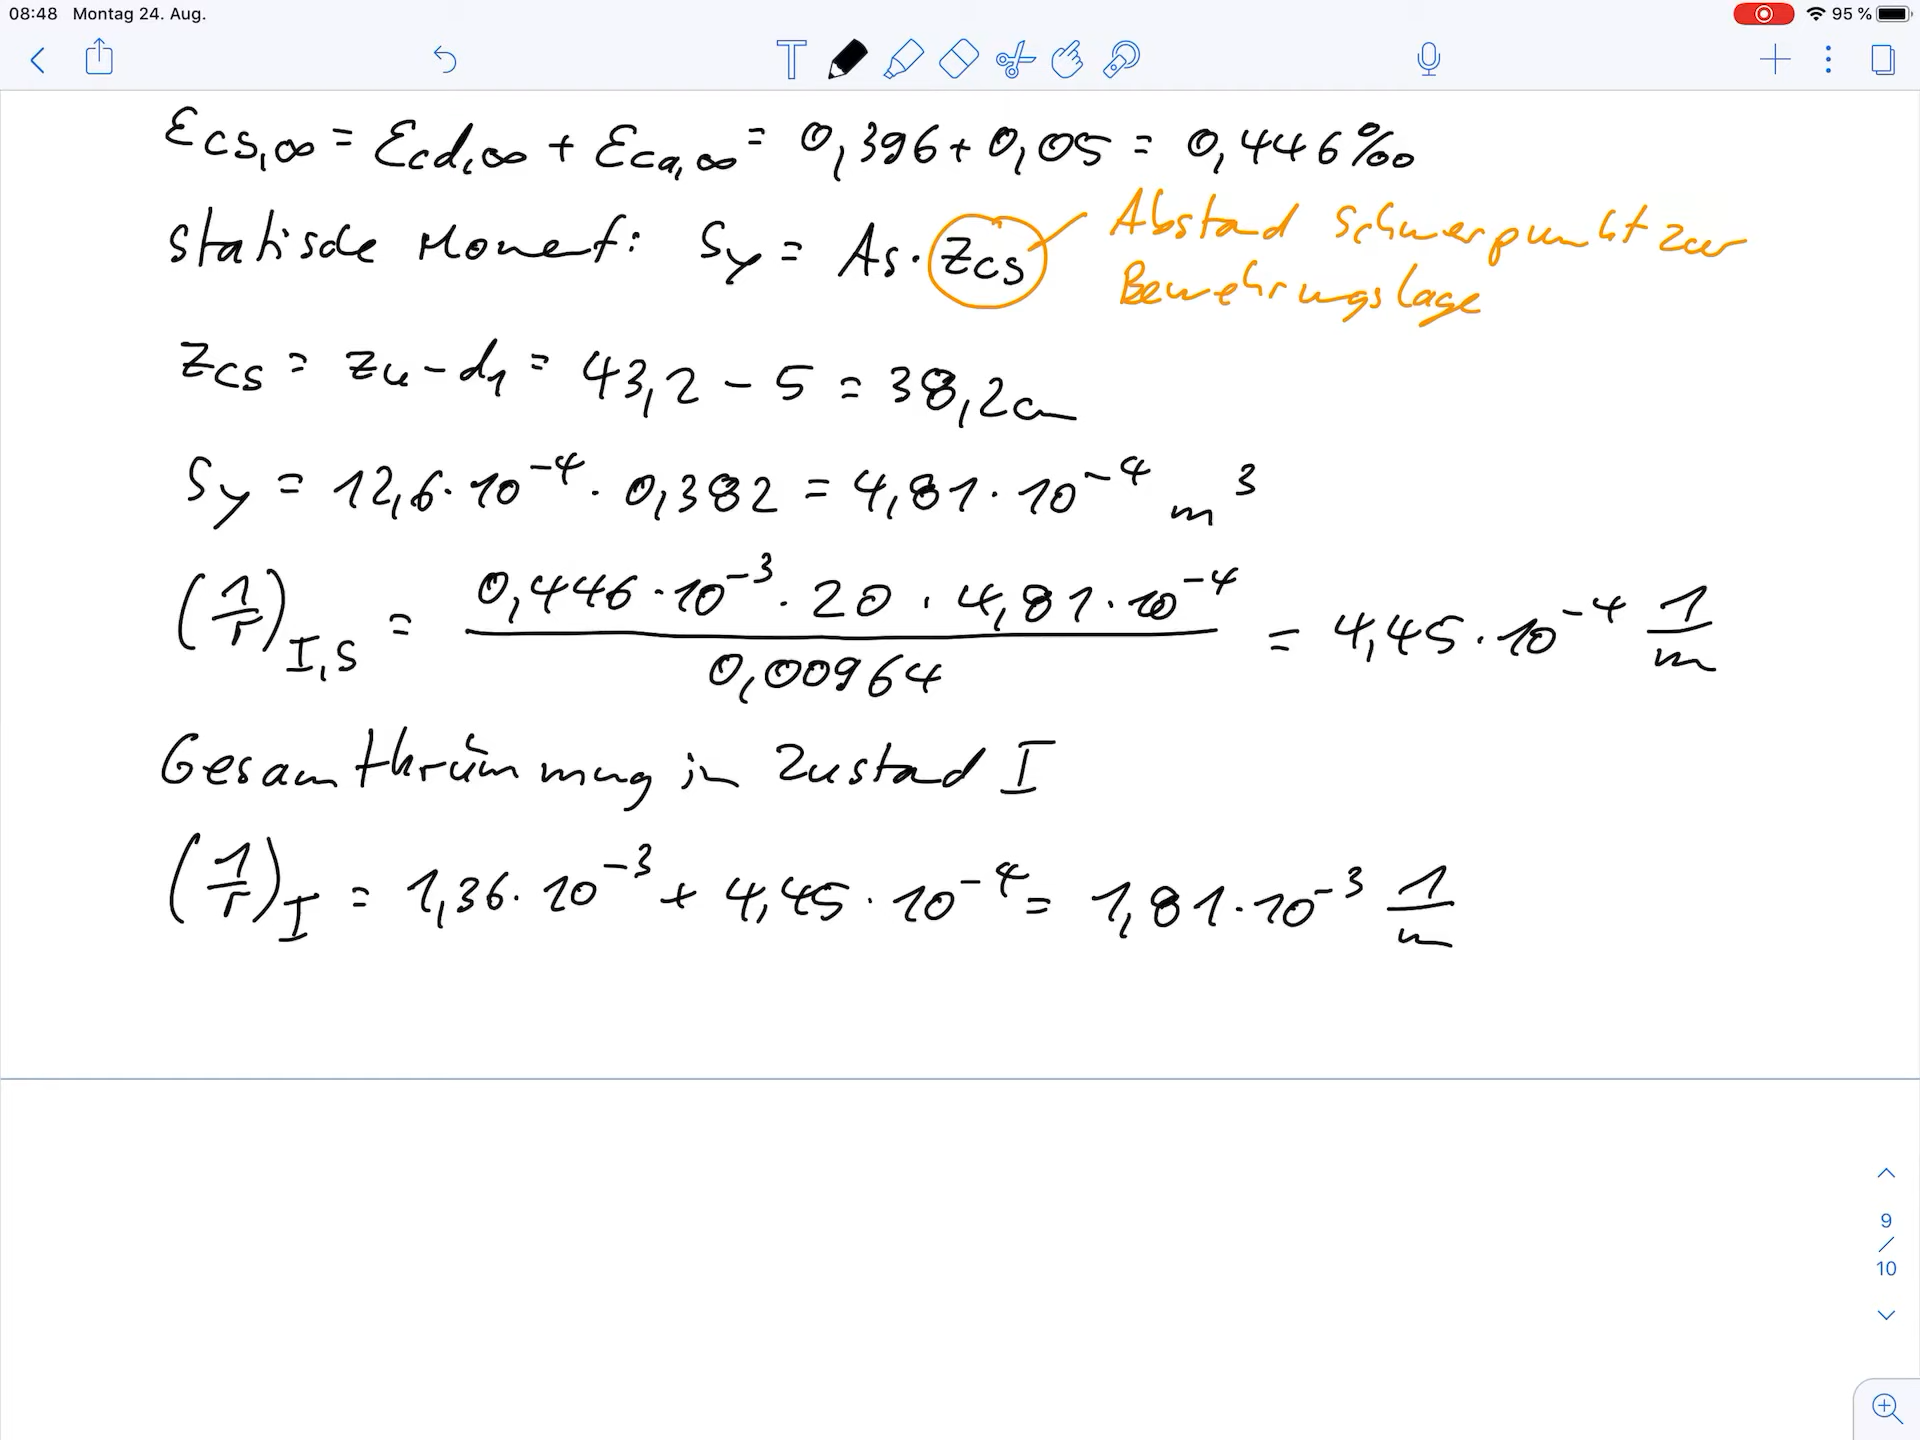 08:48 Montag 24. Aug. 95 %
εcs,∞ = εcd,∞ + εca,∞ = 0,396 + 0,05 = 0,446 ‰
statische Moment: Sy = As · zcs
Abstand Schwerpunkt zur
Bewehrungslage
zcs = zu - d1 = 43,2 - 5 = 38,2 cm
Sy = 12,6 · 10^-4 · 0,382 = 4,81 · 10^-4 m^3
(1/r)I,S = (0,446 · 10^-3 · 20 · 4,81 · 10^-4) / 0,00964 = 4,45 · 10^-4 1/m
Gesamtkrümmung in Zustand I
(1/r)I = 1,36 · 10^-3 + 4,45 · 10^-4 = 1,81 · 10^-3 1/m
9
/
10